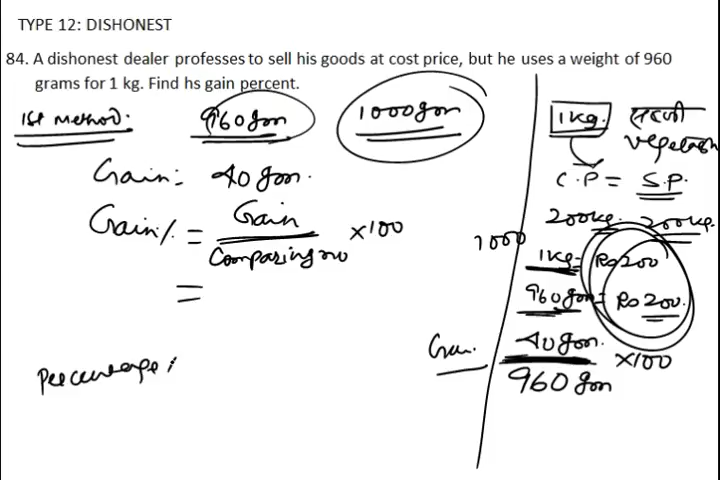 TYPE 12: DISHONEST
84. A dishonest dealer professes to sell his goods at cost price, but he uses a weight of 960
grams for 1 kg. Find hs gain percent.
Ist Method.
960 gm
1000 gm
Gain: 40 gm.
Gain% = Gain
Comparing no
×100
=
Percentage
1 kg. सब्जी
vegetable
C.P = S.P.
200 kg. 200 kg.
1000
1 kg = Rs 200
960 gm = Rs 200.
40 gm.
960 gm
×100